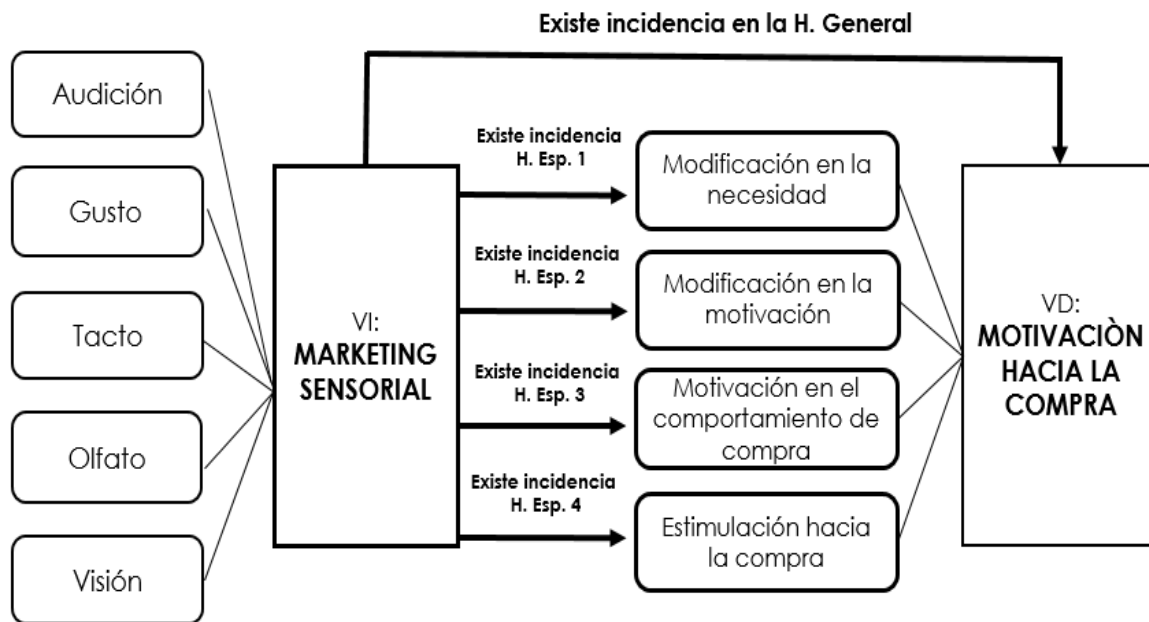 Existe incidencia en la H. General
Audición
Gusto
Tacto
Olfato
Visión
VI:
MARKETING
SENSORIAL
Existe incidencia
H. Esp. 1
Existe incidencia
H. Esp. 2
Existe incidencia
H. Esp. 3
Existe incidencia
H. Esp. 4
Modificación en la
necesidad
Modificación en la
motivación
Motivación en el
comportamiento de
compra
Estimulación hacia
la compra
VD:
MOTIVACIÒN
HACIA LA
COMPRA